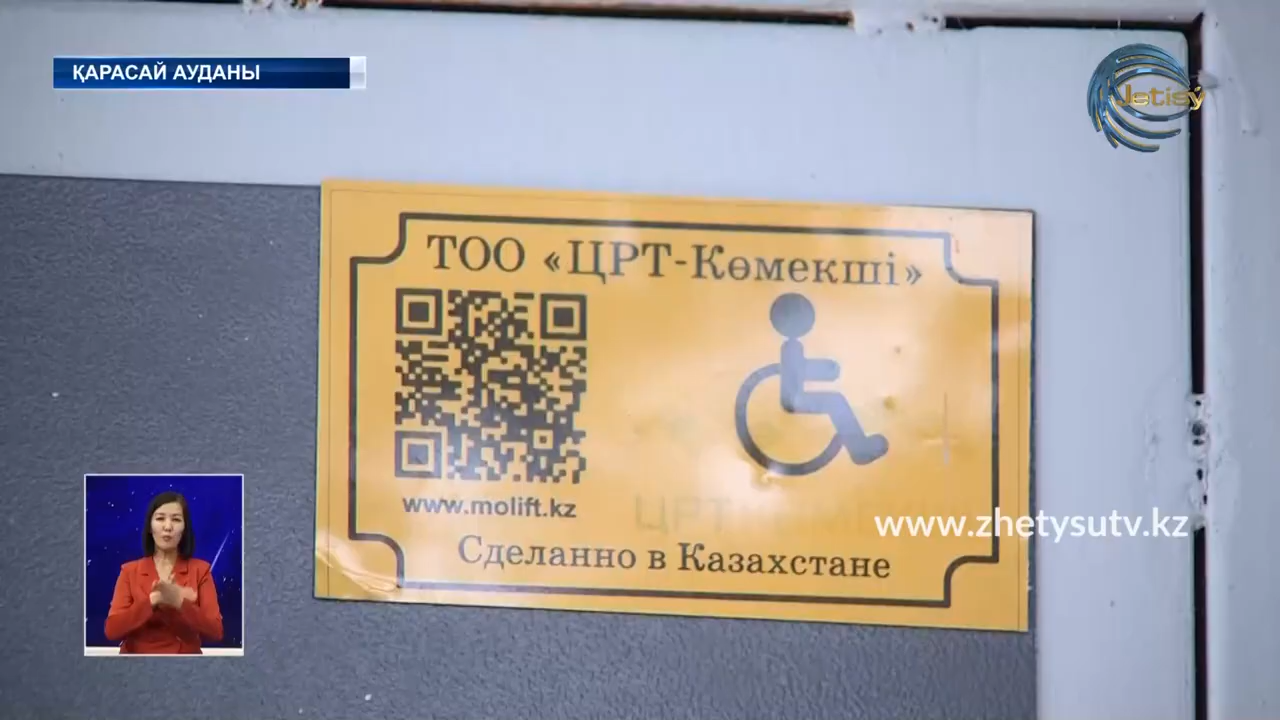 ҚАРАСАЙ АУДАНЫ
Jetisý
ТОО «ЦРТ-Көмекші»
www.molift.kz
www.zhetysutv.kz
Сделанно в Казахстане